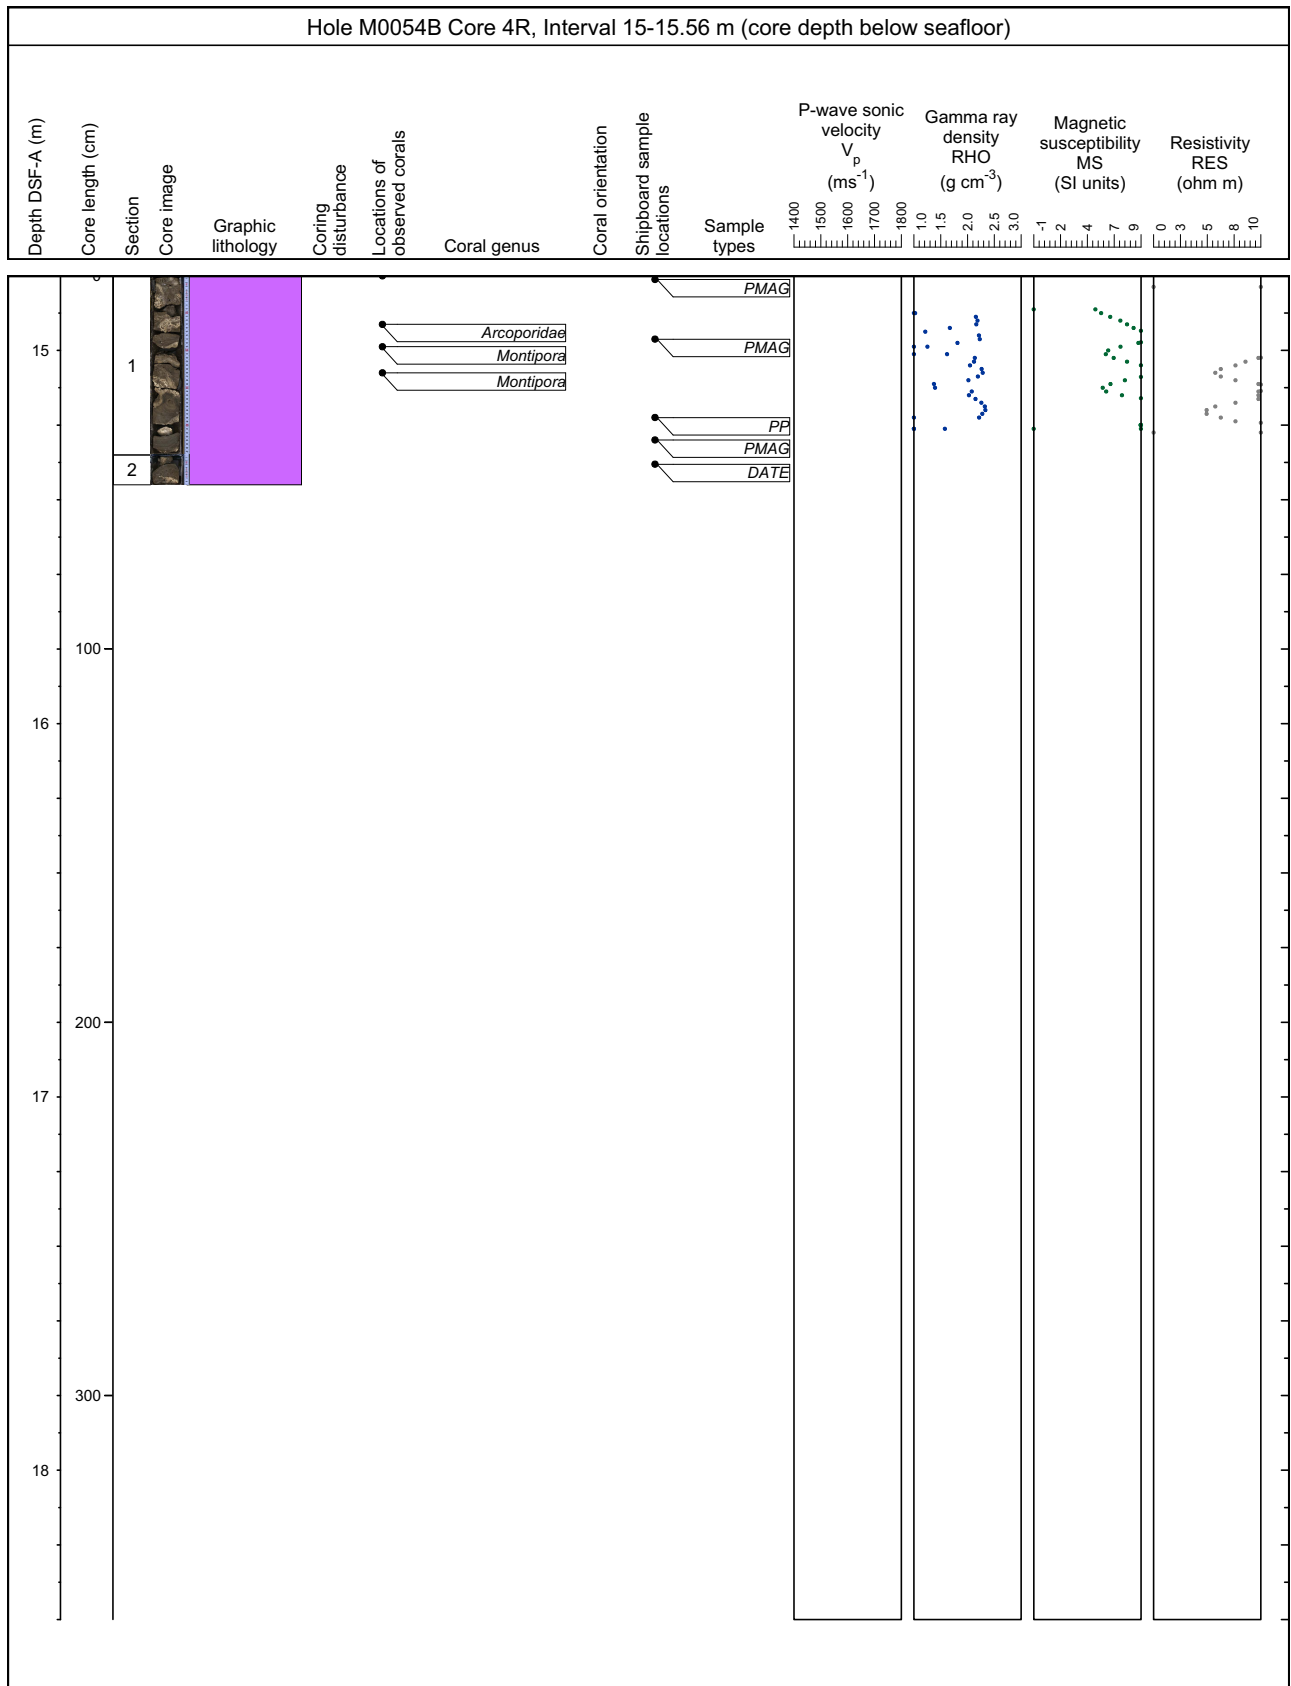 Hole M0054B Core 4R, Interval 15-15.56 m (core depth below seafloor)
Depth DSF-A (m)
Core length (cm)
Section
Core image
Graphic
lithology
Coring
disturbance
Locations of
observed corals
Coral genus
Coral orientation
Shipboard sample
locations
Sample
types
P-wave sonic
velocity
Vp
(ms-1)
1400 1500 1600 1700 1800
Gamma ray
density
RHO
(g cm-3)
1.0 1.5 2.0 2.5 3.0
Magnetic
susceptibility
MS
(SI units)
-1 2 4 7 9
Resistivity
RES
(ohm m)
0 3 5 8 10
PMAG
Arcoporidae
15
PMAG
Montipora
1
Montipora
PP
PMAG
2
DATE
100
16
200
17
300
18